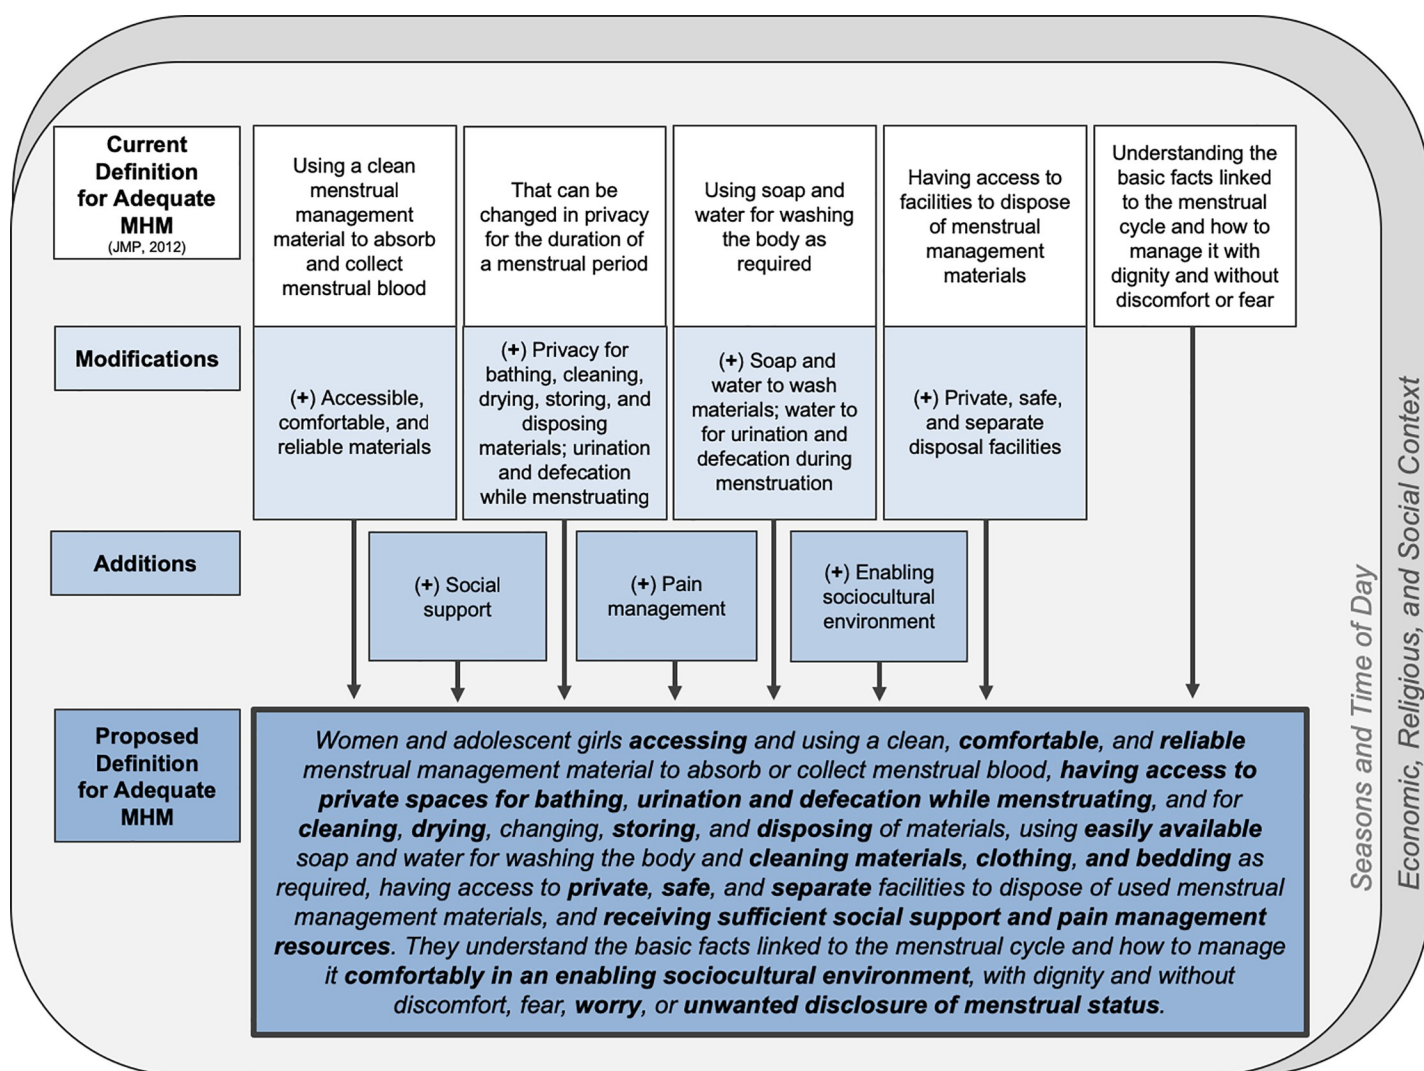 Current
Definition
for Adequate
MHM
(JMP, 2012)
Using a clean
menstrual
management
material to absorb
and collect
menstrual blood
That can be
changed in privacy
for the duration of
a menstrual period
Using soap and
water for washing
the body as
required
Having access to
facilities to dispose
of menstrual
management
materials
Understanding the
basic facts linked
to the menstrual
cycle and how to
manage it with
dignity and without
discomfort or fear
Modifications
(+) Accessible,
comfortable, and
reliable materials
(+) Privacy for
bathing, cleaning,
drying, storing, and
disposing
materials; urination
and defecation
while menstruating
(+) Soap and
water to wash
materials; water to
for urination and
defecation during
menstruation
(+) Private, safe,
and separate
disposal facilities
Additions
(+) Social
support
(+) Pain
management
(+) Enabling
sociocultural
environment
Proposed
Definition
for Adequate
MHM
Women and adolescent girls accessing and using a clean, comfortable, and reliable
menstrual management material to absorb or collect menstrual blood, having access to
private spaces for bathing, urination and defecation while menstruating, and for
cleaning, drying, changing, storing, and disposing of materials, using easily available
soap and water for washing the body and cleaning materials, clothing, and bedding as
required, having access to private, safe, and separate facilities to dispose of used menstrual
management materials, and receiving sufficient social support and pain management
resources. They understand the basic facts linked to the menstrual cycle and how to manage
it comfortably in an enabling sociocultural environment, with dignity and without
discomfort, fear, worry, or unwanted disclosure of menstrual status.
Seasons and Time of Day
Economic, Religious, and Social Context